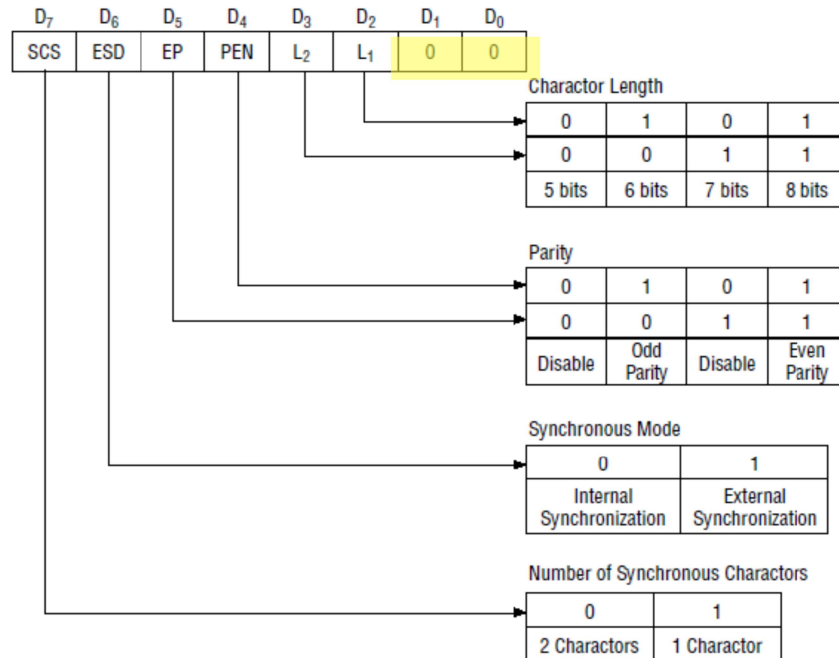 D₇ D₆ D₅ D₄ D₃ D₂ D₁ D₀
SCS ESD EP PEN L₂ L₁ 0 0
Charactor Length
0 1 0 1
0 0 1 1
5 bits 6 bits 7 bits 8 bits
Parity
0 1 0 1
0 0 1 1
Disable Odd Parity Disable Even Parity
Synchronous Mode
0 1
Internal Synchronization External Synchronization
Number of Synchronous Charactors
0 1
2 Charactors 1 Charactor